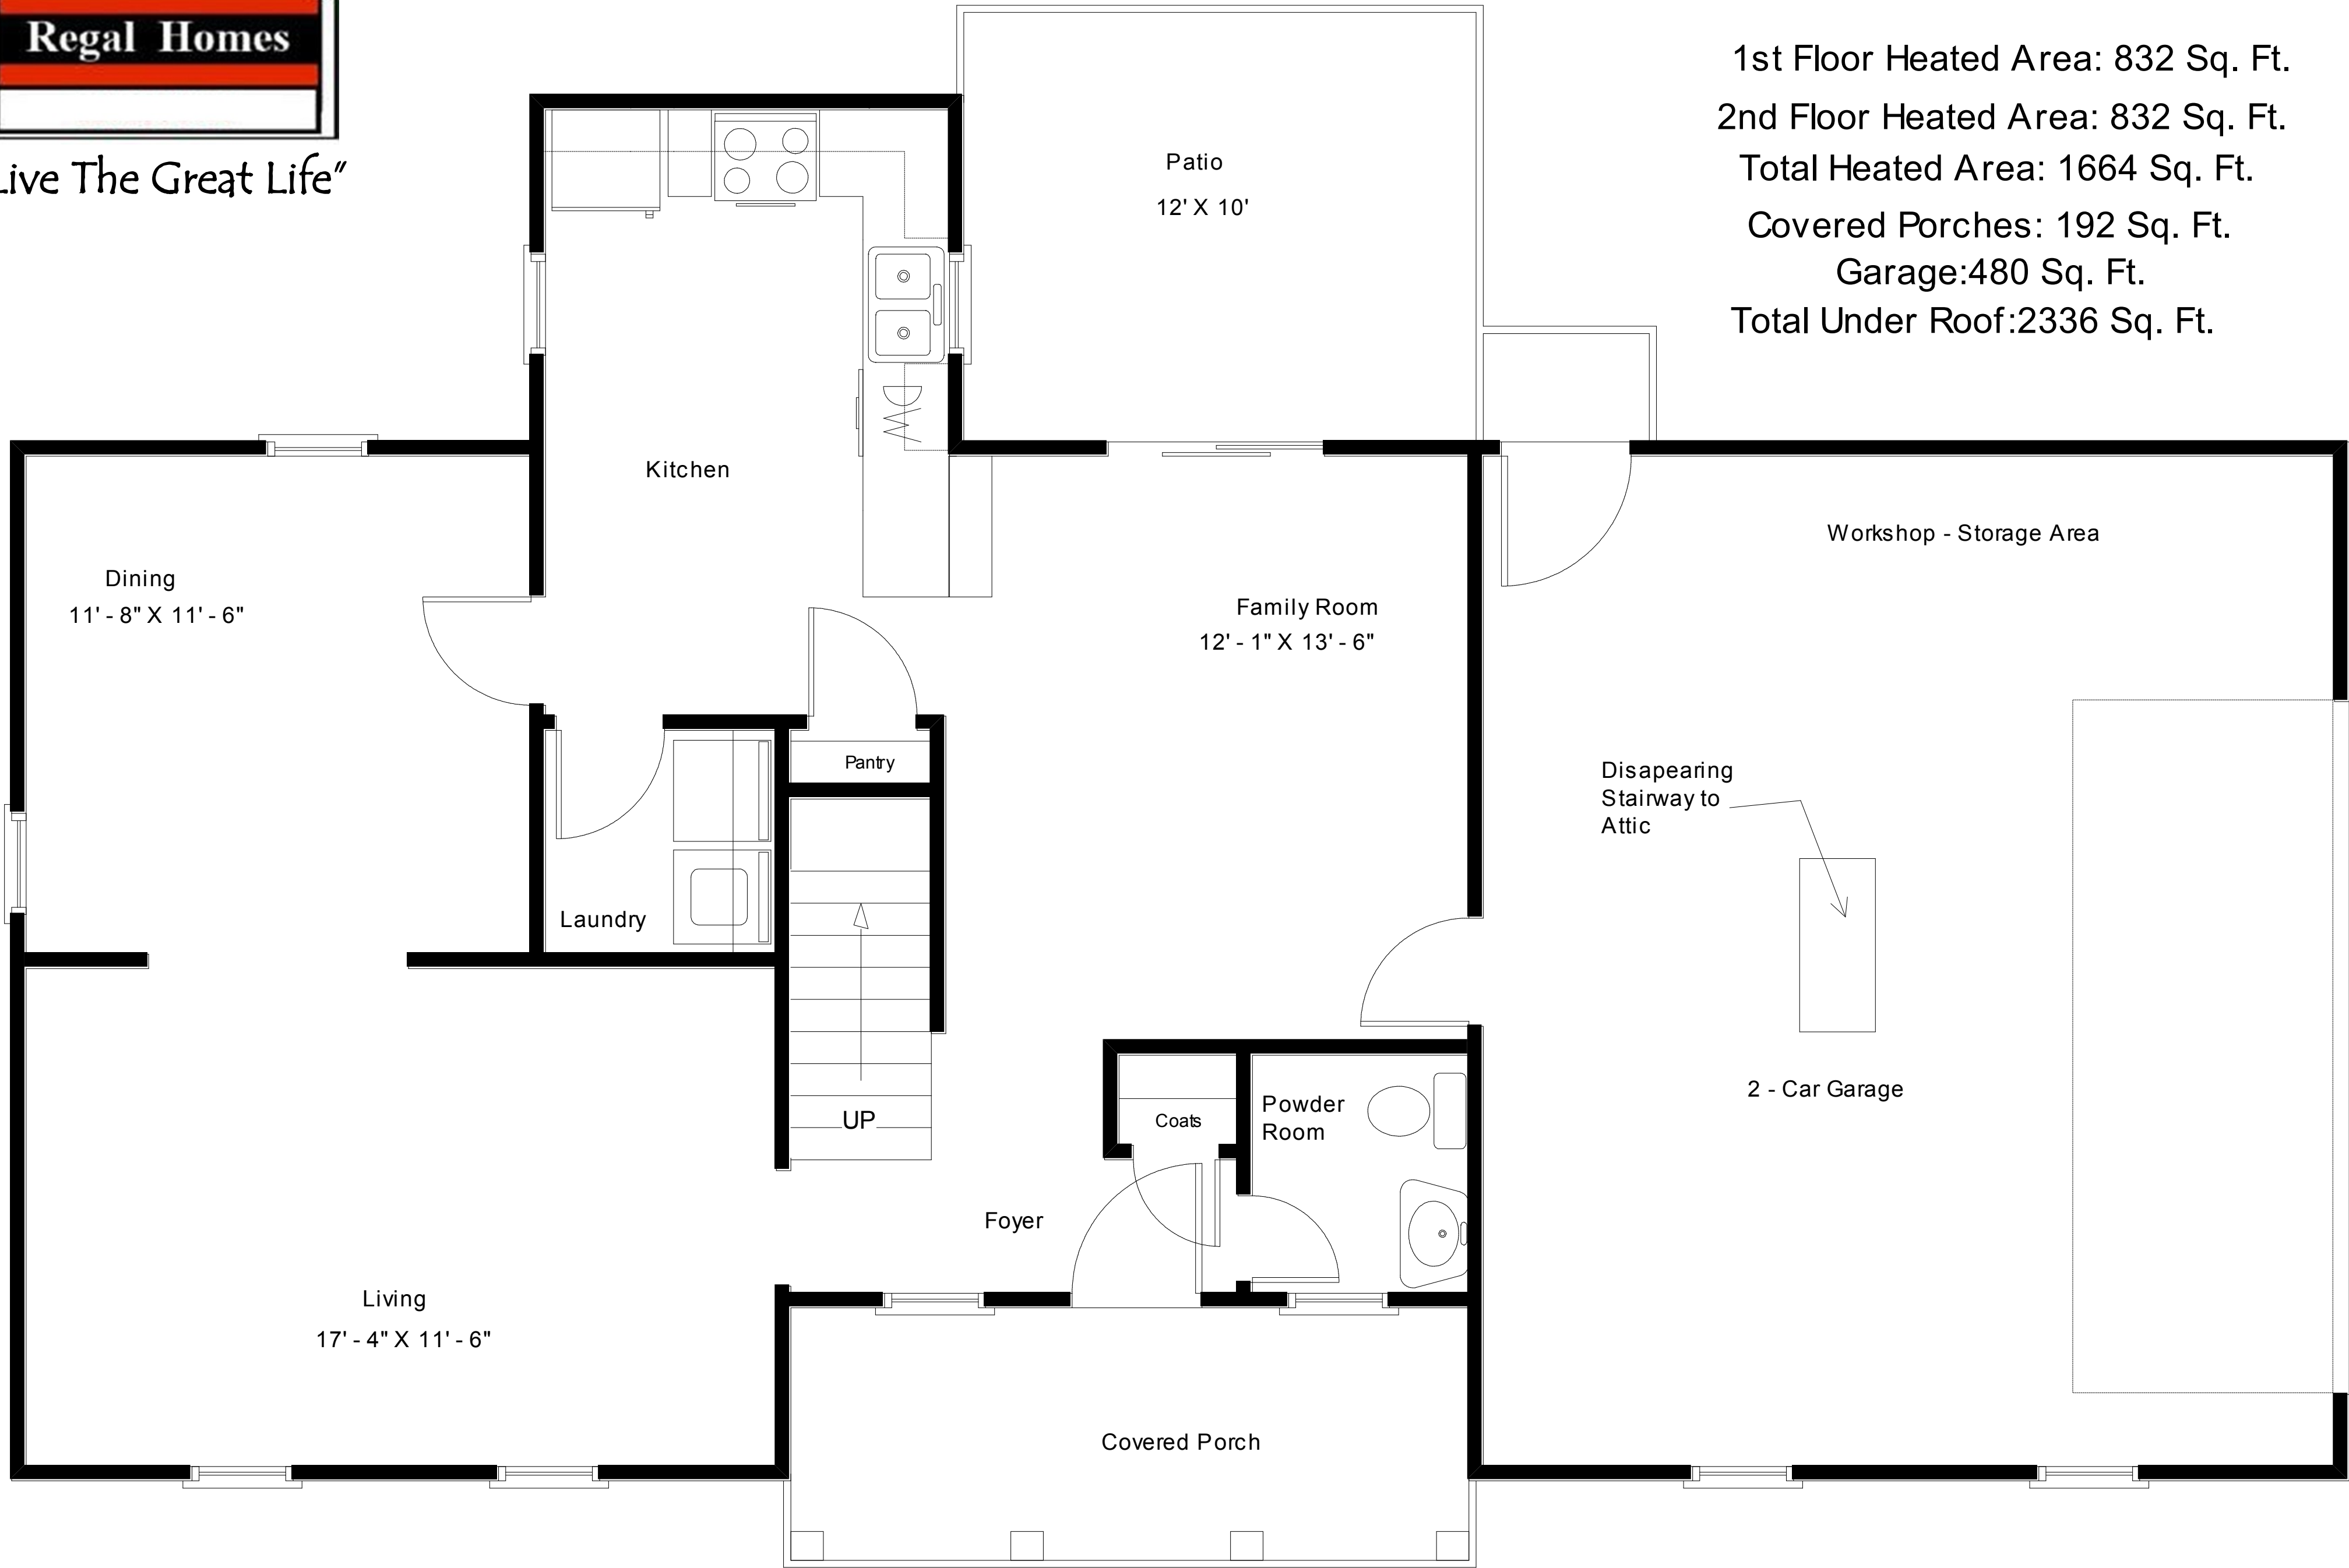 Regal Homes
Live The Great Life"
1st Floor Heated Area: 832 Sq. Ft.
2nd Floor Heated Area: 832 Sq. Ft.
Total Heated Area: 1664 Sq. Ft.
Covered Porches: 192 Sq. Ft.
Garage:480 Sq. Ft.
Total Under Roof:2336 Sq. Ft.
Patio
12' X 10'
Kitchen
Dining
11' - 8" X 11' - 6"
Family Room
12' - 1" X 13' - 6"
Workshop - Storage Area
Pantry
Disapearing
Stairway to
Attic
Laundry
2 - Car Garage
UP
Coats
Powder
Room
Foyer
Living
17' - 4" X 11' - 6"
Covered Porch